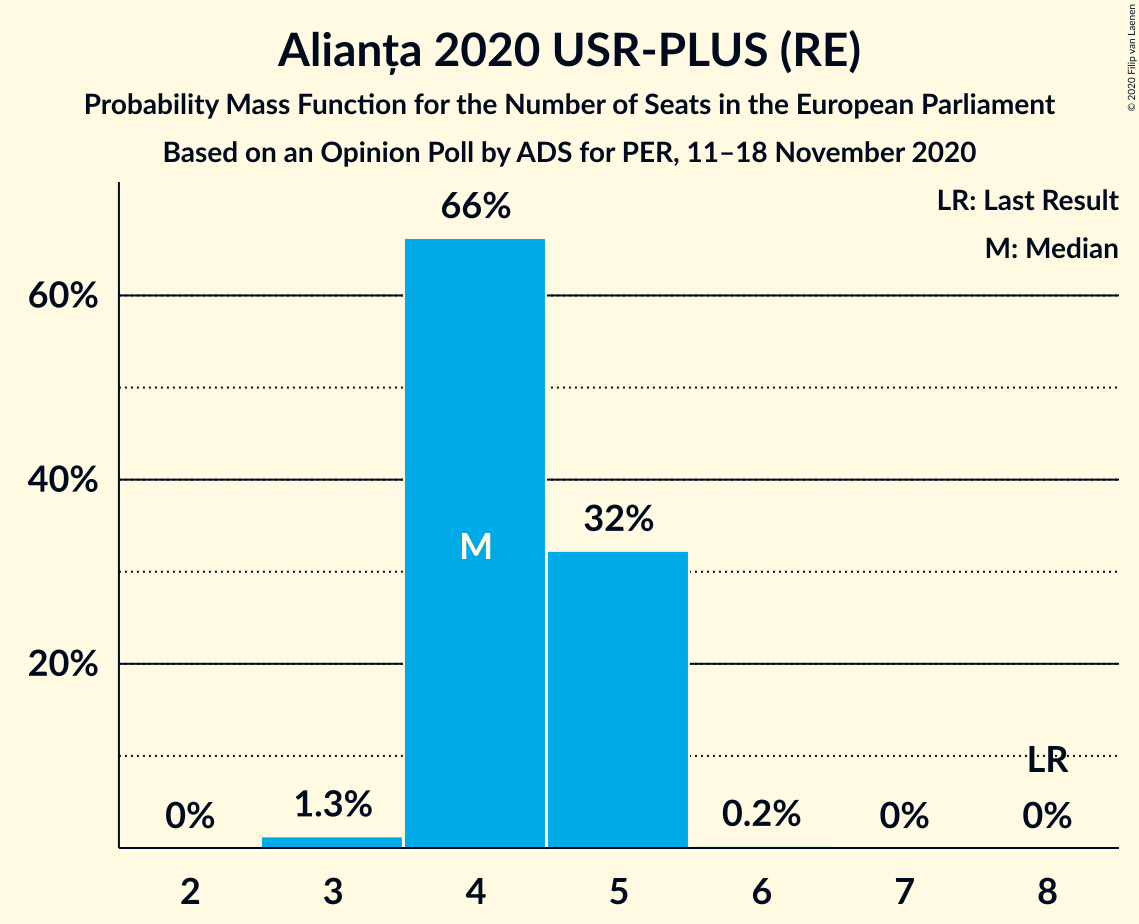 Alianța 2020 USR-PLUS (RE)
Probability Mass Function for the Number of Seats in the European Parliament
Based on an Opinion Poll by ADS for PER, 11–18 November 2020
© 2020 Filip van Laenen
LR: Last Result
M: Median
66%
60%
40%
32%
M
20%
LR
0%
1.3%
0.2%
0%
0%
2
3
4
5
6
7
8